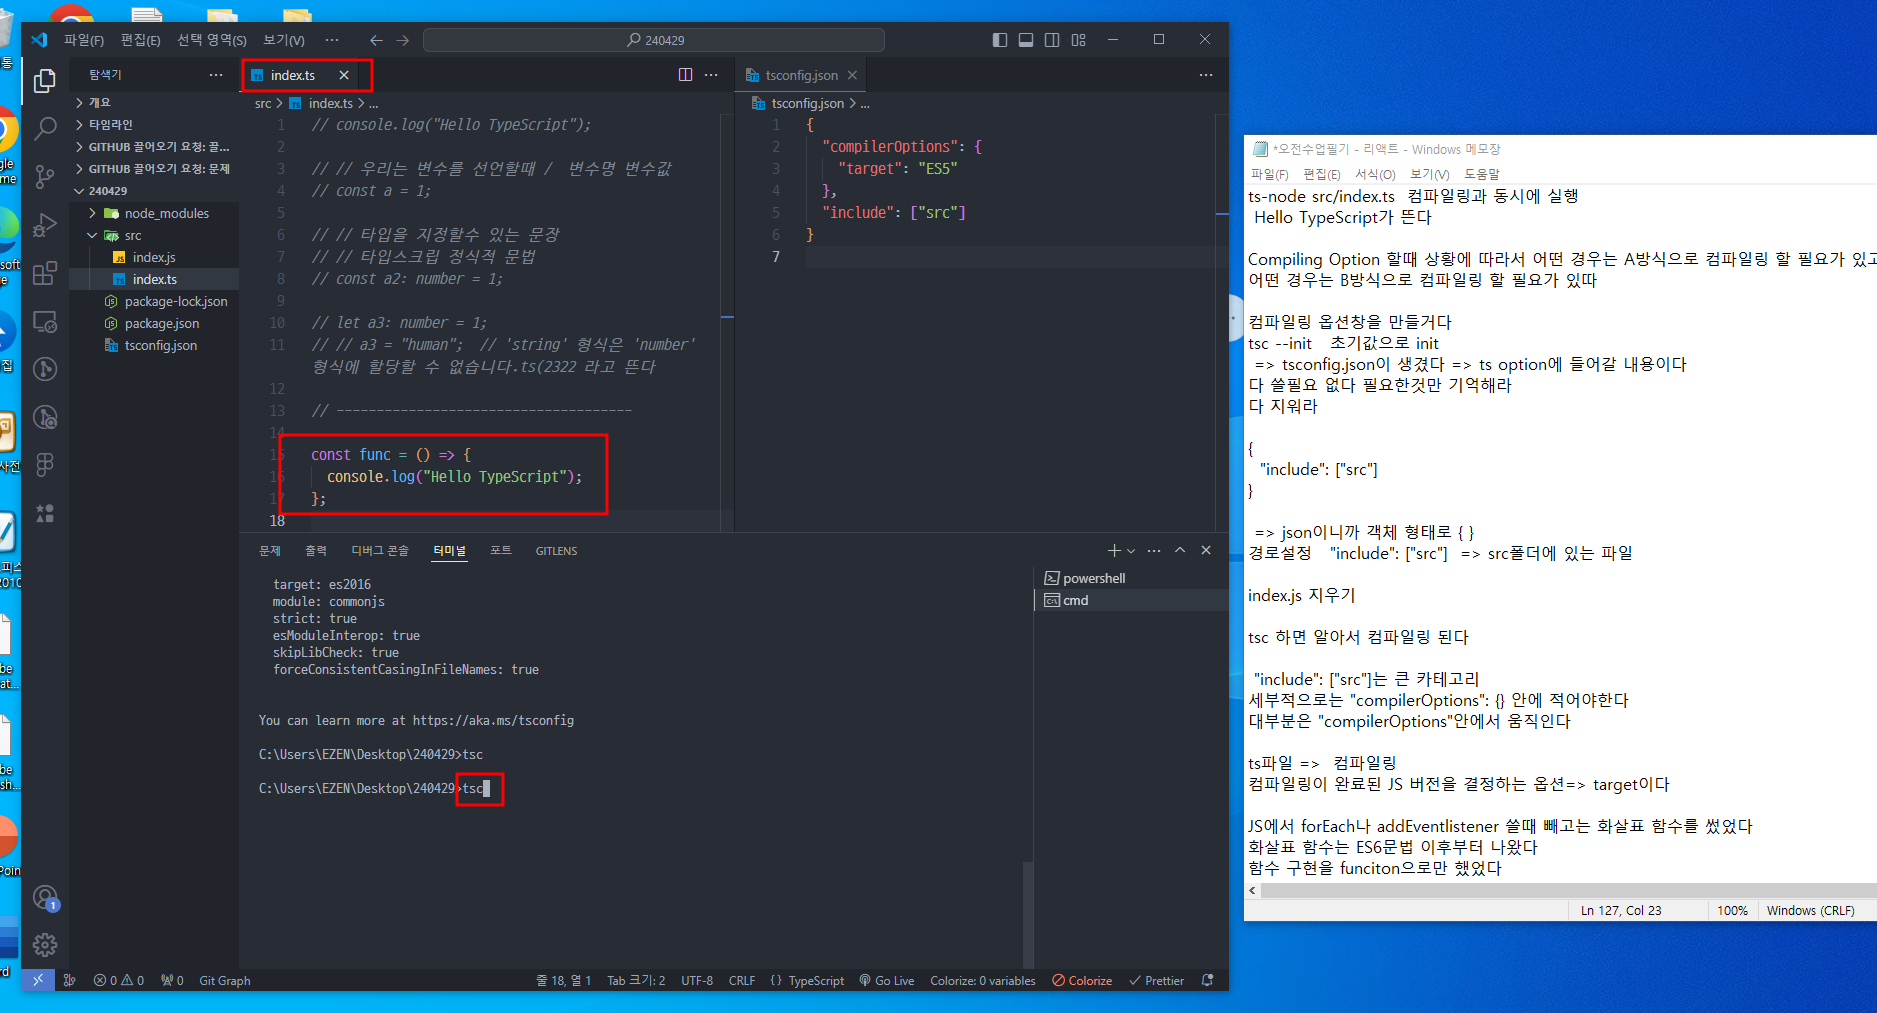 파일(F) 편집(E) 선택 영역(S) 보기(V) ··· 240429
탐색기 ···
개요
타임라인
GITHUB 끌어오기 요청: 끌...
GITHUB 끌어오기 요청: 문제
240429
node_modules
src
index.js
index.ts
package-lock.json
package.json
tsconfig.json
index.ts
src > index.ts > ...
1 // console.log("Hello TypeScript");
2
3 // // 우리는 변수를 선언할때 / 변수명 변수값
4 // const a = 1;
5
6 // // 타입을 지정할수 있는 문장
7 // // 타입스크립 정식적 문법
8 // const a2: number = 1;
9
10 // let a3: number = 1;
11 // // a3 = "human"; // 'string' 형식은 'number'
형식에 할당할 수 없습니다.ts(2322 라고 뜬다
12
13 // -------------------------------------
14
15 const func = () => {
16 console.log("Hello TypeScript");
17 };
18
tsconfig.json
tsconfig.json > ...
1 {
2 "compilerOptions": {
3 "target": "ES5"
4 },
5 "include": ["src"]
6 }
7
문제 출력 디버그 콘솔 터미널 포트 GITLENS
target: es2016
module: commonjs
strict: true
esModuleInterop: true
skipLibCheck: true
forceConsistentCasingInFileNames: true
You can learn more at https://aka.ms/tsconfig
C:\Users\EZEN\Desktop\240429>tsc
C:\Users\EZEN\Desktop\240429>tsc
powershell
cmd
1
0 0 0 Git Graph 줄 18, 열 1 Tab 크기: 2 UTF-8 CRLF {} TypeScript Go Live Colorize: 0 variables Colorize Prettier
*오전수업필기 - 리액트 - Windows 메모장
파일(F) 편집(E) 서식(O) 보기(V) 도움말
ts-node src/index.ts 컴파일링과 동시에 실행
Hello TypeScript가 뜬다
Compiling Option 할때 상황에 따라서 어떤 경우는 A방식으로 컴파일링 할 필요가 있고
어떤 경우는 B방식으로 컴파일링 할 필요가 있따
컴파일링 옵션창을 만들거다
tsc --init 초기값으로 init
=> tsconfig.json이 생겼다 => ts option에 들어갈 내용이다
다 쓸필요 없다 필요한것만 기억해라
다 지워라
{
"include": ["src"]
}
=> json이니까 객체 형태로 { }
경로설정 "include": ["src"] => src폴더에 있는 파일
index.js 지우기
tsc 하면 알아서 컴파일링 된다
"include": ["src"]는 큰 카테고리
세부적으로는 "compilerOptions": {} 안에 적어야한다
대부분은 "compilerOptions"안에서 움직인다
ts파일 => 컴파일링
컴파일링이 완료된 JS 버전을 결정하는 옵션=> target이다
JS에서 forEach나 addEventlistener 쓸때 빼고는 화살표 함수를 썼었다
화살표 함수는 ES6문법 이후부터 나왔다
함수 구현을 funciton으로만 했었다
Ln 127, Col 23 100% Windows (CRLF)